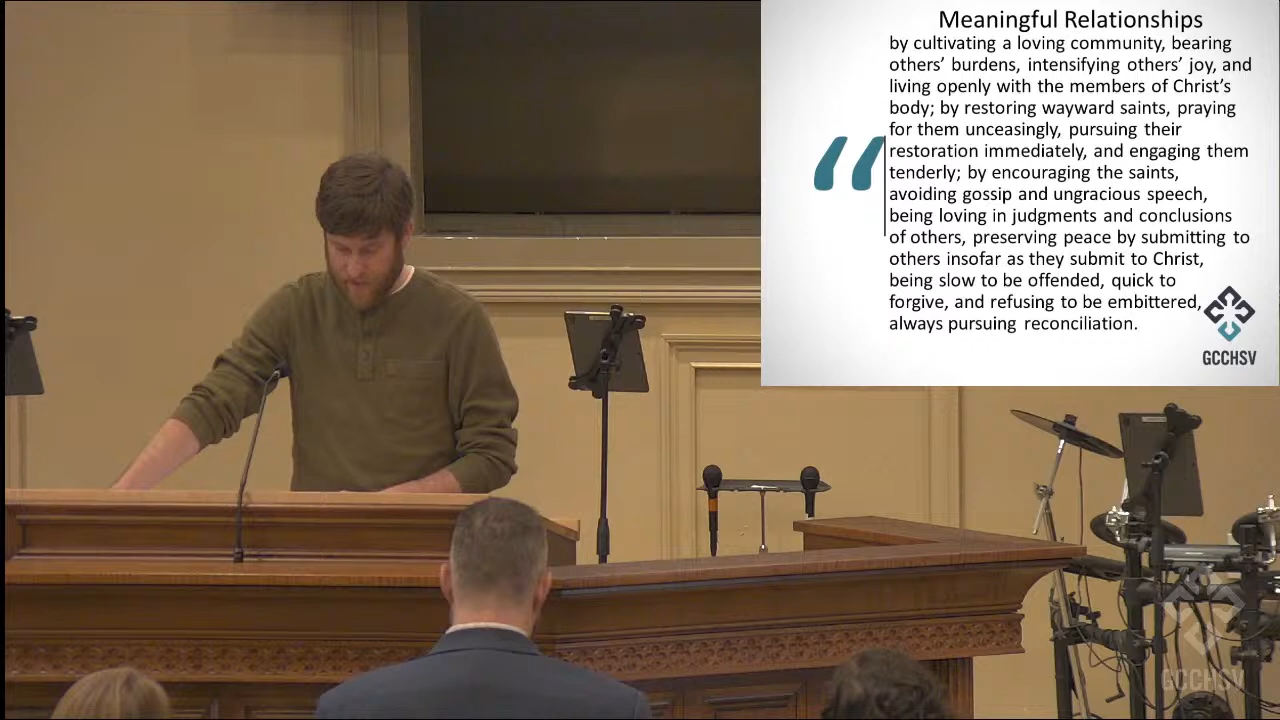 Meaningful Relationships
by cultivating a loving community, bearing
others’ burdens, intensifying others’ joy, and
living openly with the members of Christ’s
body; by restoring wayward saints, praying
for them unceasingly, pursuing their
restoration immediately, and engaging them
tenderly; by encouraging the saints,
avoiding gossip and ungracious speech,
being loving in judgments and conclusions
of others, preserving peace by submitting to
others insofar as they submit to Christ,
being slow to be offended, quick to
forgive, and refusing to be embittered,
always pursuing reconciliation.
GCCHSV
GCCHSV